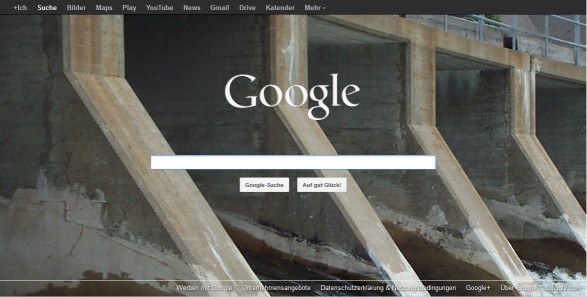 +Ich Suche Bilder Maps Play YouTube News Gmail Drive Kalender Mehr
Google
Google-Suche Auf gut Glück!
Werben mit Google Unternehmensangebote Datenschutzerklärung & Nutzungsbedingungen Google+ Über Google Google.com